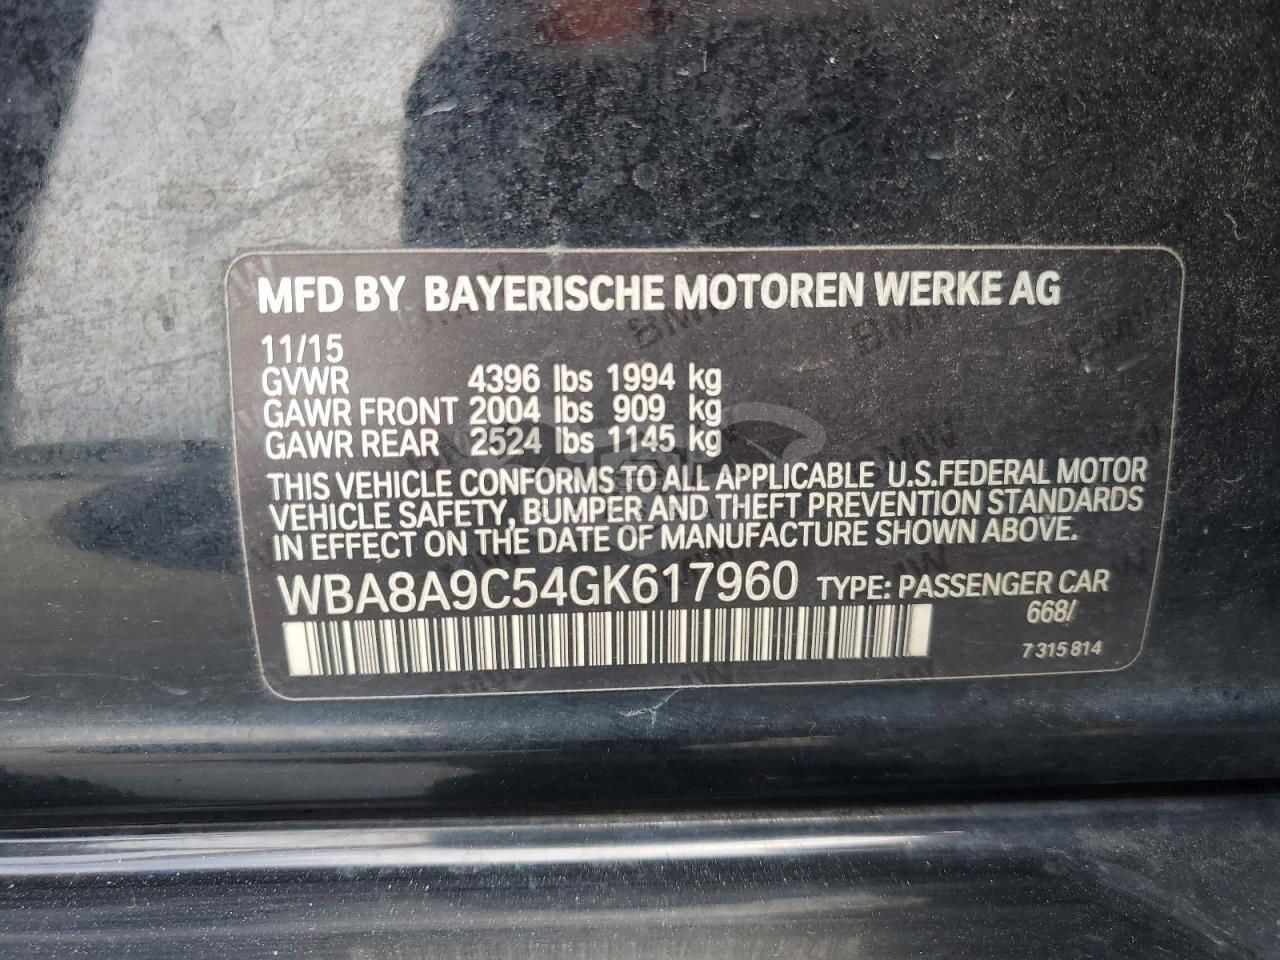 MFD BY BAYERISCHE MOTOREN WERKE AG
11/15
GVWR 4396 lbs 1994 kg
GAWR FRONT 2004 lbs 909 kg
GAWR REAR 2524 lbs 1145 kg
THIS VEHICLE CONFORMS TO ALL APPLICABLE U.S.FEDERAL MOTOR
VEHICLE SAFETY, BUMPER AND THEFT PREVENTION STANDARDS
IN EFFECT ON THE DATE OF MANUFACTURE SHOWN ABOVE.
WBA8A9C54GK617960 TYPE: PASSENGER CAR
668/
7 315 814